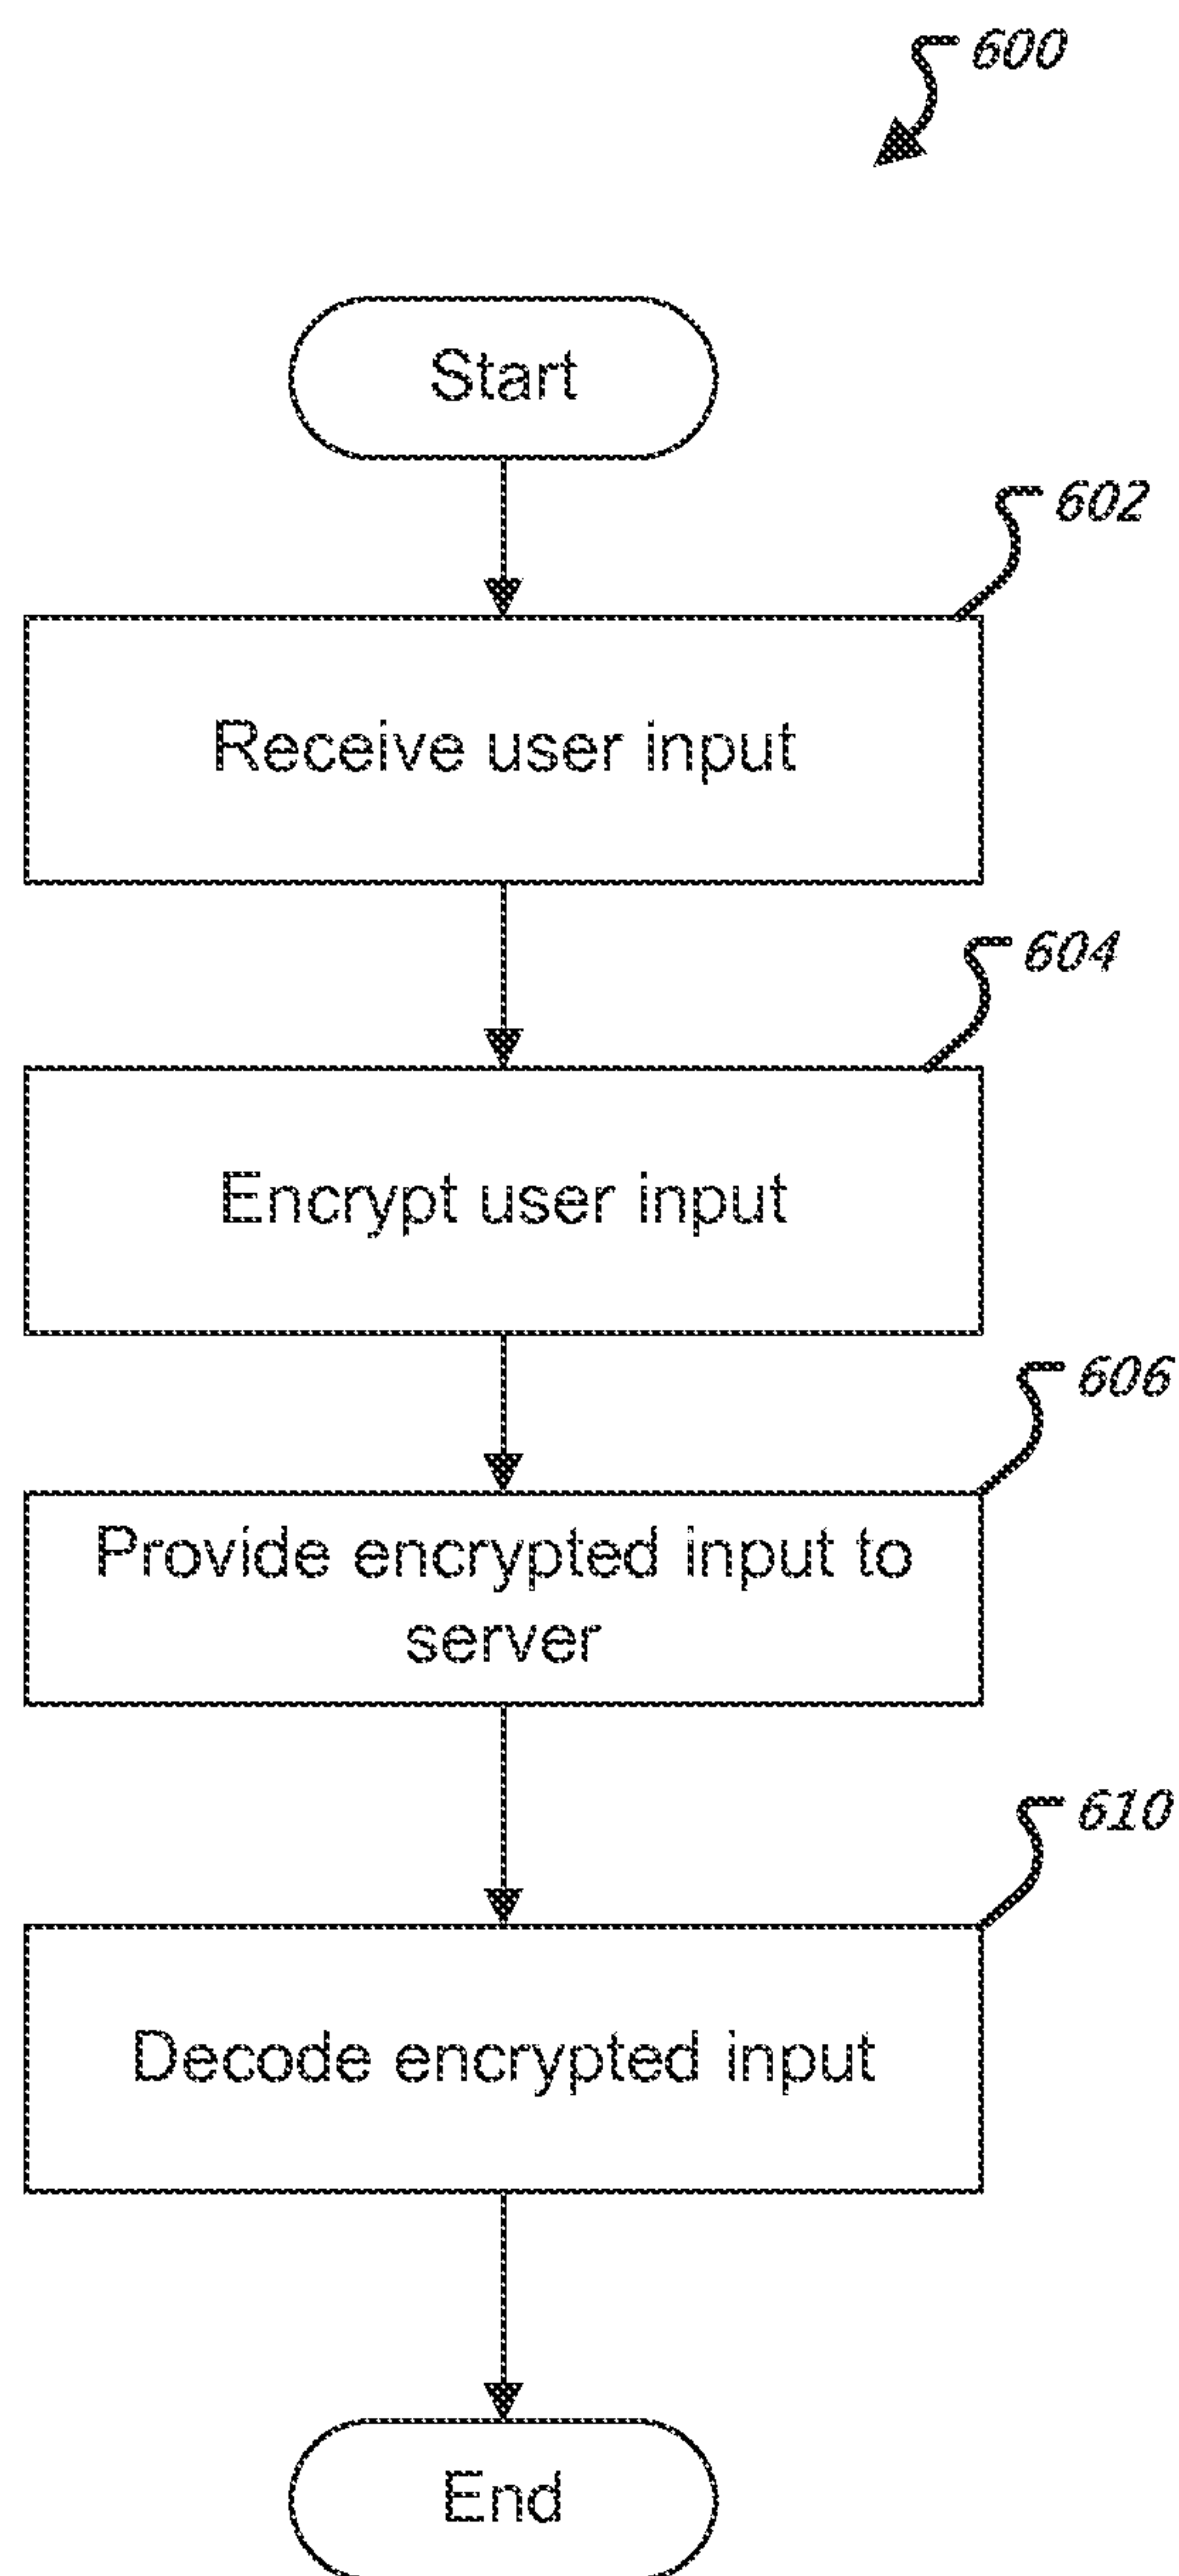 600
Start
602
Receive user input
604
Encrypt user input
606
Provide encrypted input to
server
610
Decode encrypted input
End